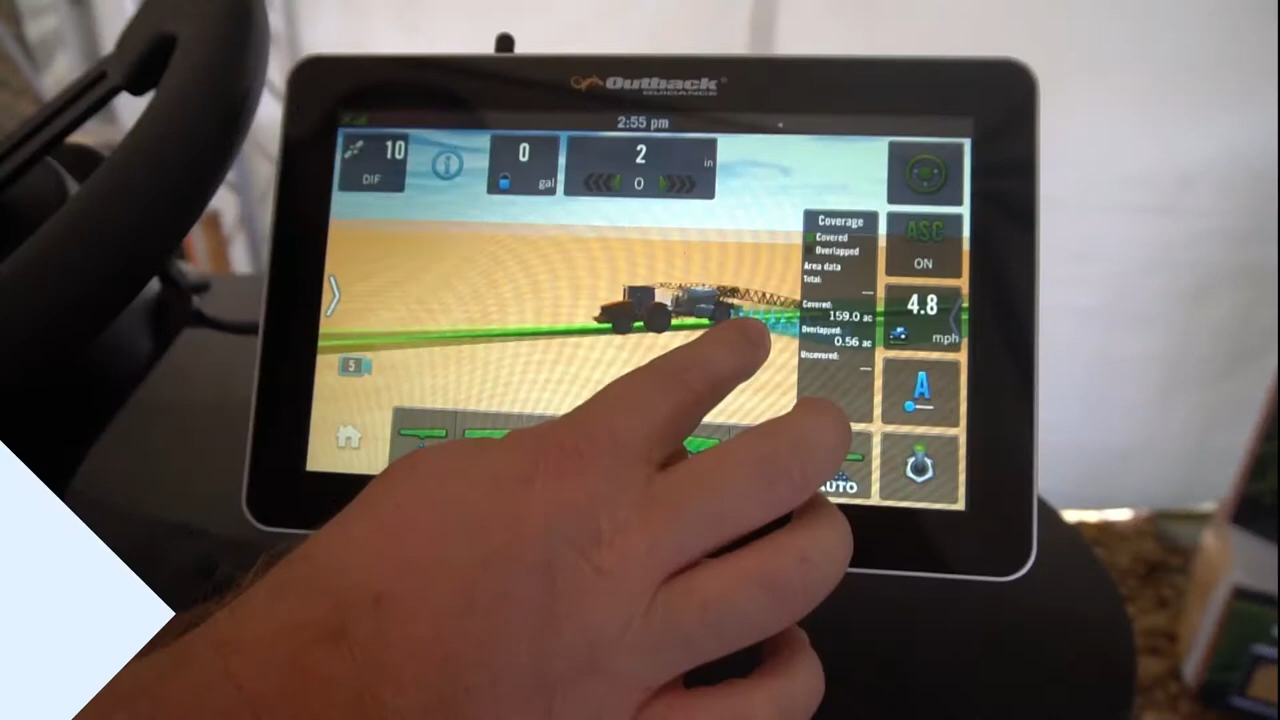 Outback®
GUIDANCE
2:55 pm
10
DIF
0
gal
2
in
0
Coverage
Covered
Overlapped
Area data
Total:
Covered:
159.0 ac
Overlapped:
0.56 ac
Uncovered:
ASC
ON
4.8
mph
5
A
AUTO